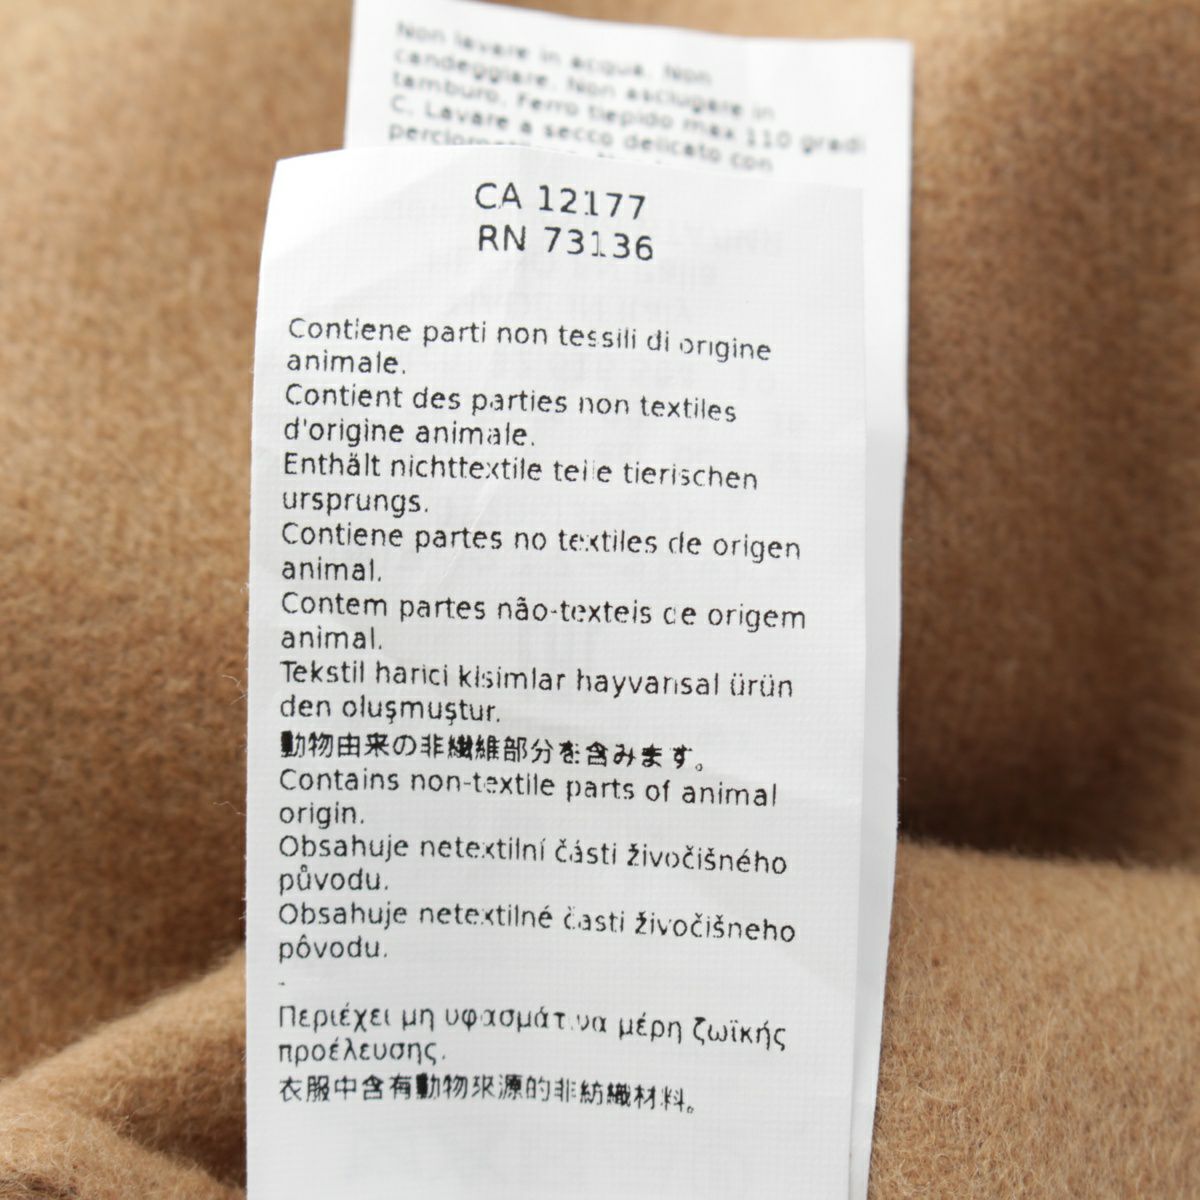 Non lavare in acqua. Non
candeggiare. Non asciugare in
tamburo. Ferro tiepido max 110 gradi
C. Lavare a secco delicato con
CA 12177
RN 73136
Contiene parti non tessili di origine
animale.
Contient des parties non textiles
d'origine animale.
Enthält nichttextile teile tierischen
ursprungs.
Contiene partes no textiles de origen
animal.
Contem partes não-texteis de origem
animal.
Tekstil harici kisimlar hayvansal ürün
den oluşmuştur.
動物由来の非繊維部分を含みます。
Contains non-textile parts of animal
origin.
Obsahuje netextilní části živočišného
původu.
Obsahuje netextilné časti živočišneho
pôvodu.
-
Περιέχει μη υφασμάτινα μέρη ζωϊκής
προέλευσης.
衣服中含有動物來源的非紡織材料。